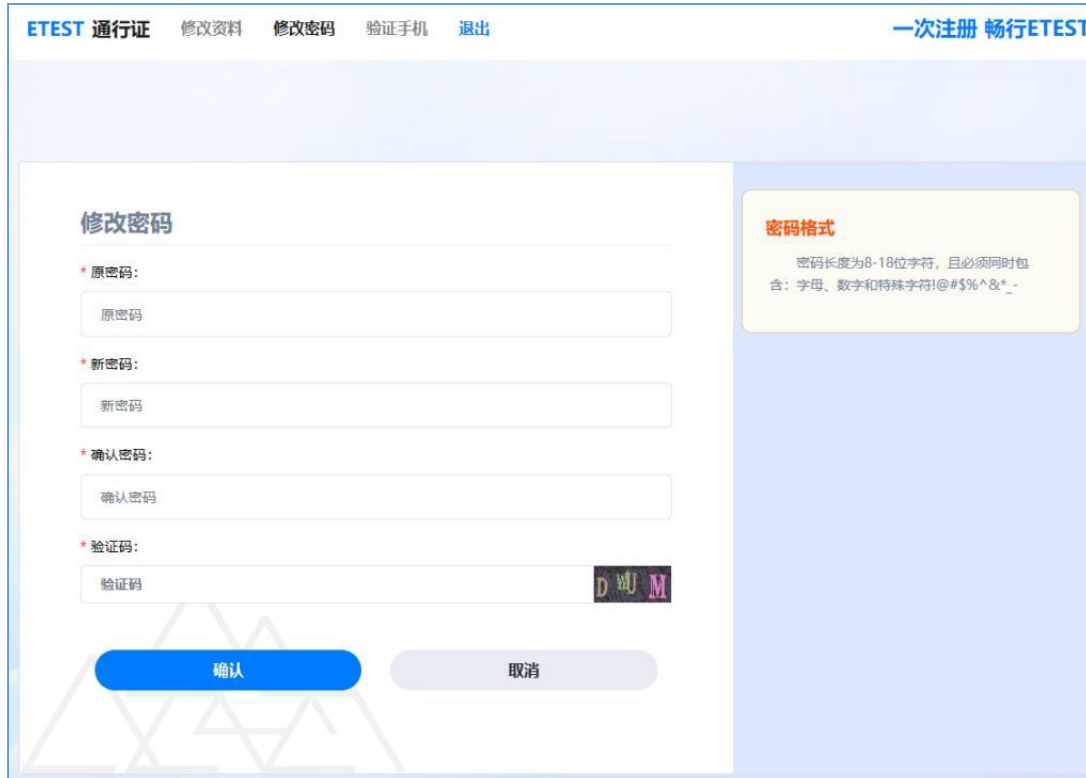 ETEST 通行证 修改资料 修改密码 验证手机 退出 一次注册 畅行ETEST
修改密码
* 原密码：
原密码
* 新密码：
新密码
* 确认密码：
确认密码
* 验证码：
验证码 D W U M
确认 取消
密码格式
密码长度为8-18位字符，且必须同时包
含：字母、数字和特殊字符!@#$%^&*_-